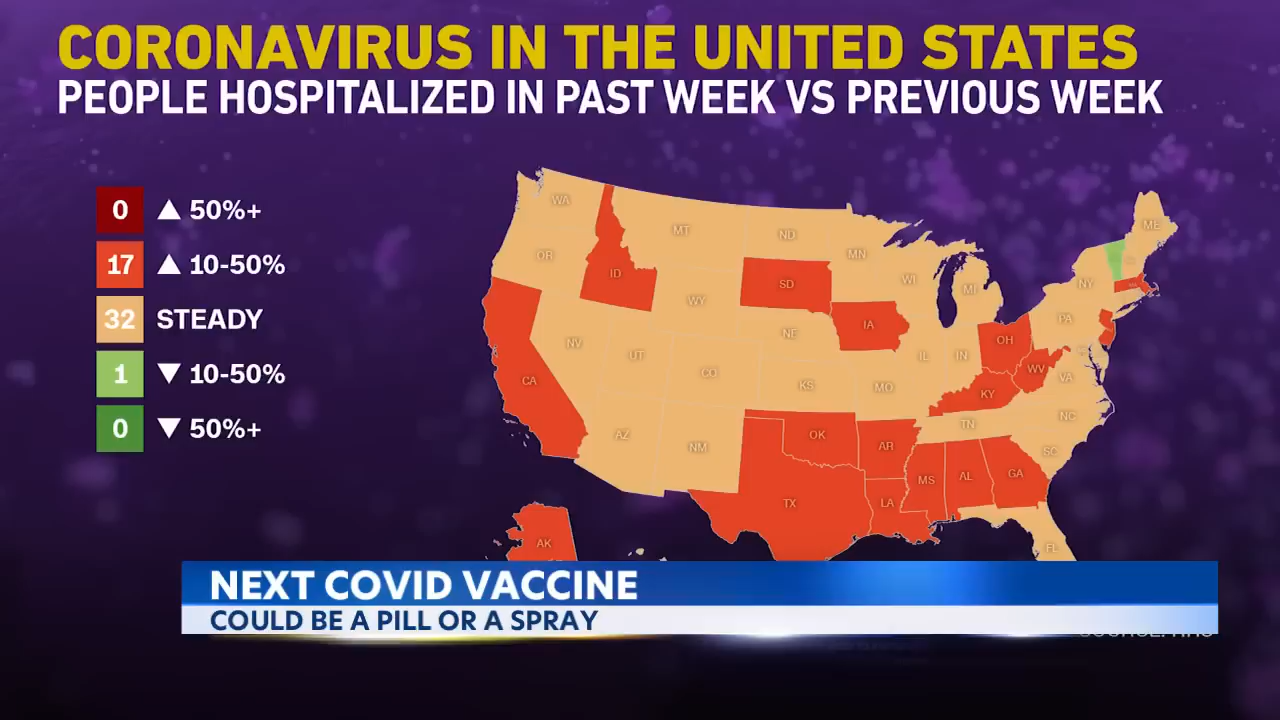 CORONAVIRUS IN THE UNITED STATES
PEOPLE HOSPITALIZED IN PAST WEEK VS PREVIOUS WEEK
0 ▲ 50%+
17 ▲ 10-50%
32 STEADY
1 ▼ 10-50%
0 ▼ 50%+
WA
MT
ND
MN
ME
OR
ID
SD
WI
MI
NY
MA
WY
NE
IA
PA
NV
UT
CO
KS
MO
IL
IN
OH
WV
VA
CA
KY
NC
AZ
NM
OK
AR
TN
SC
TX
LA
MS
AL
GA
AK
FL
NEXT COVID VACCINE
COULD BE A PILL OR A SPRAY